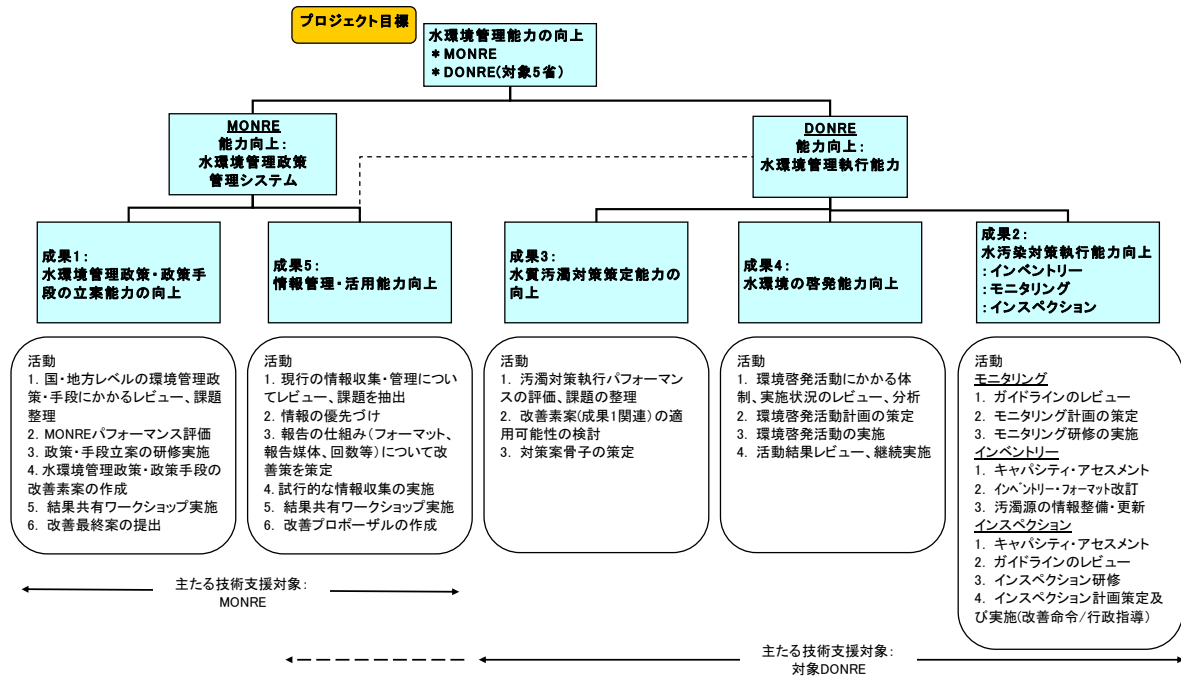 プロジェクト目標
水環境管理能力の向上
＊MONRE
＊DONRE(対象5省)
MONRE
能力向上：
水環境管理政策
管理システム
DONRE
能力向上：
水環境管理執行能力
成果1：
水環境管理政策・政策手
段の立案能力の向上
成果5：
情報管理・活用能力向上
成果3：
水質汚濁対策策定能力の
向上
成果4：
水環境の啓発能力向上
成果2：
水汚染対策執行能力向上
：インベントリー
：モニタリング
：インスペクション
活動
1. 国・地方レベルの環境管理政
策・手段にかかるレビュー、課題
整理
2. MONREパフォーマンス評価
3. 政策・手段立案の研修実施
4. 水環境管理政策・政策手段の
改善素案の作成
5. 結果共有ワークショップ実施
6. 改善最終案の提出
活動
1. 現行の情報収集・管理につい
てレビュー、課題を抽出
2. 情報の優先づけ
3. 報告の仕組み（フォーマット、
報告媒体、回数等）について改
善策を策定
4. 試行的な情報収集の実施
5. 結果共有ワークショップ実施
6. 改善プロポーザルの作成
活動
1. 汚濁対策執行パフォーマン
スの評価、課題の整理
2. 改善素案(成果1関連）の適
用可能性の検討
3. 対策案骨子の策定
活動
1. 環境啓発活動にかかる体
制、実施状況のレビュー、分析
2. 環境啓発活動計画の策定
3. 環境啓発活動の実施
4. 活動結果レビュー、継続実施
活動
モニタリング
1. ガイドラインのレビュー
2. モニタリング計画の策定
3. モニタリング研修の実施
インベントリー
1. キャパシティ・アセスメント
2. インベントリー・フォーマット改訂
3. 汚濁源の情報整備・更新
インスペクション
1. キャパシティ・アセスメント
2. ガイドラインのレビュー
3. インスペクション研修
4. インスペクション計画策定及
び実施(改善命令/行政指導）
主たる技術支援対象：
MONRE
主たる技術支援対象：
対象DONRE